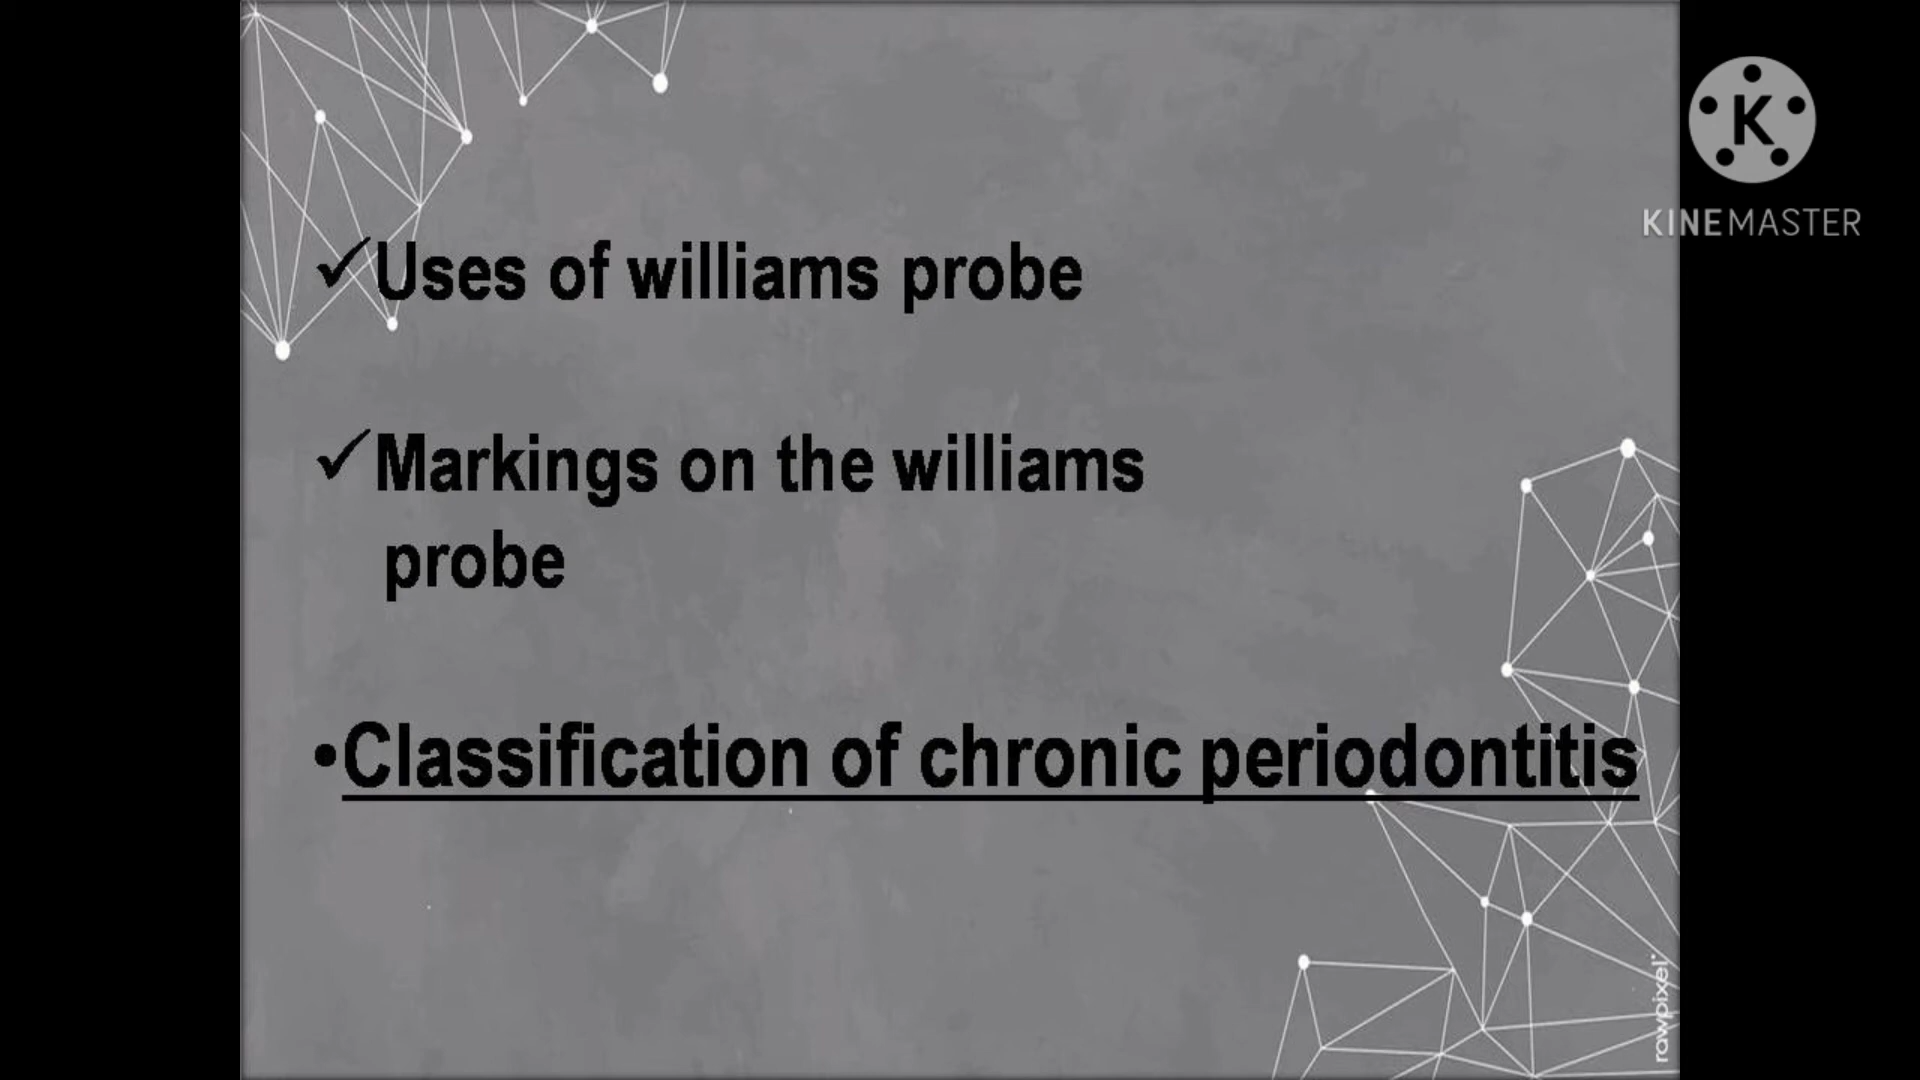 ✓Uses of williams probe
✓Markings on the williams
probe
•Classification of chronic periodontitis
K
KINEMASTER
rawpixel